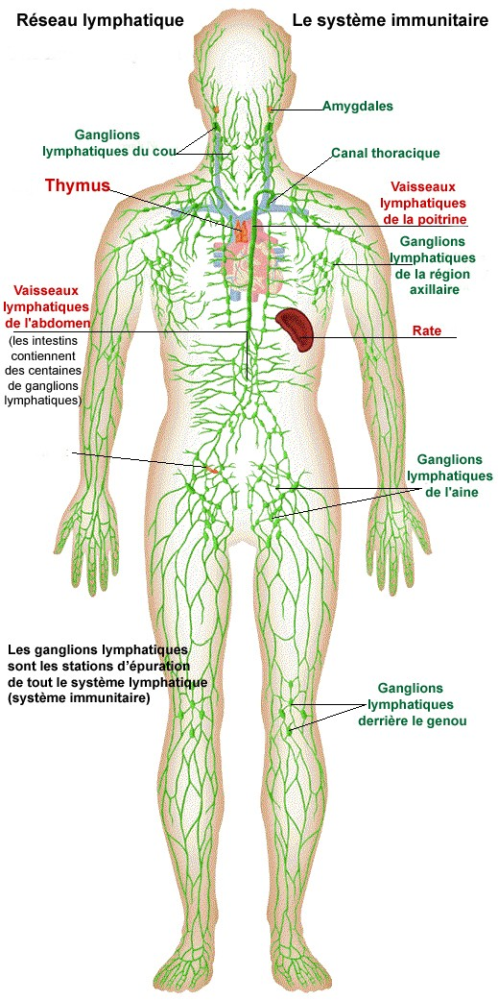 Réseau lymphatique
Le système immunitaire
Amygdales
Ganglions
lymphatiques du cou
Canal thoracique
Thymus
Vaisseaux
lymphatiques
de la poitrine
Ganglions
lymphatiques
de la région
axillaire
Vaisseaux
lymphatiques
de l'abdomen
(les intestins
contiennent
des centaines
de ganglions
lymphatiques)
Rate
Ganglions
lymphatiques
de l'aine
Les ganglions lymphatiques
sont les stations d'épuration
de tout le système lymphatique
(système immunitaire)
Ganglions
lymphatiques
derrière le genou